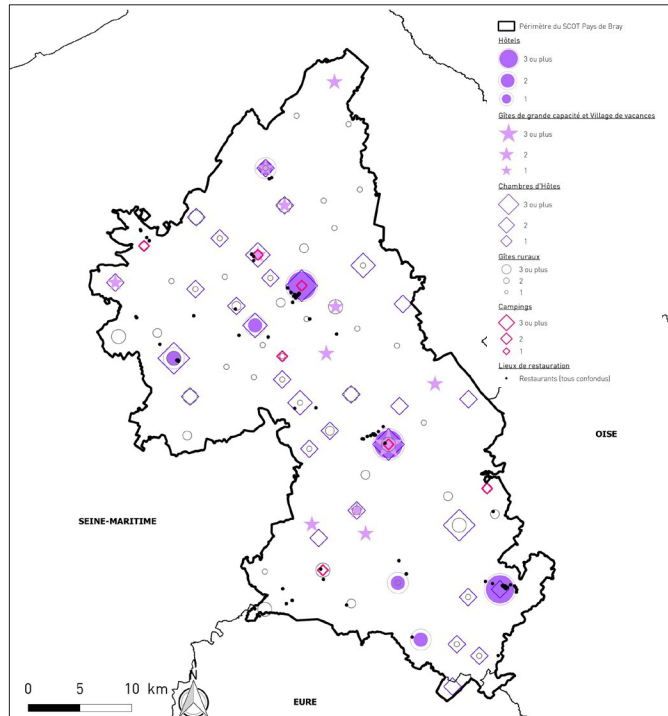 Périmètre du SCOT Pays de Bray
Hôtels
3 ou plus
2
1
Gîtes de grande capacité et Village de vacances
3 ou plus
2
1
Chambres d'Hôles
3 ou plus
2
1
Gîles ruraux
3 ou plus
2
1
Campings
3 ou plus
2
1
Lieux de restauration
Restaurants (tous confondus)
OISE
SEINE-MARITIME
EURE
N
0 5 10 km